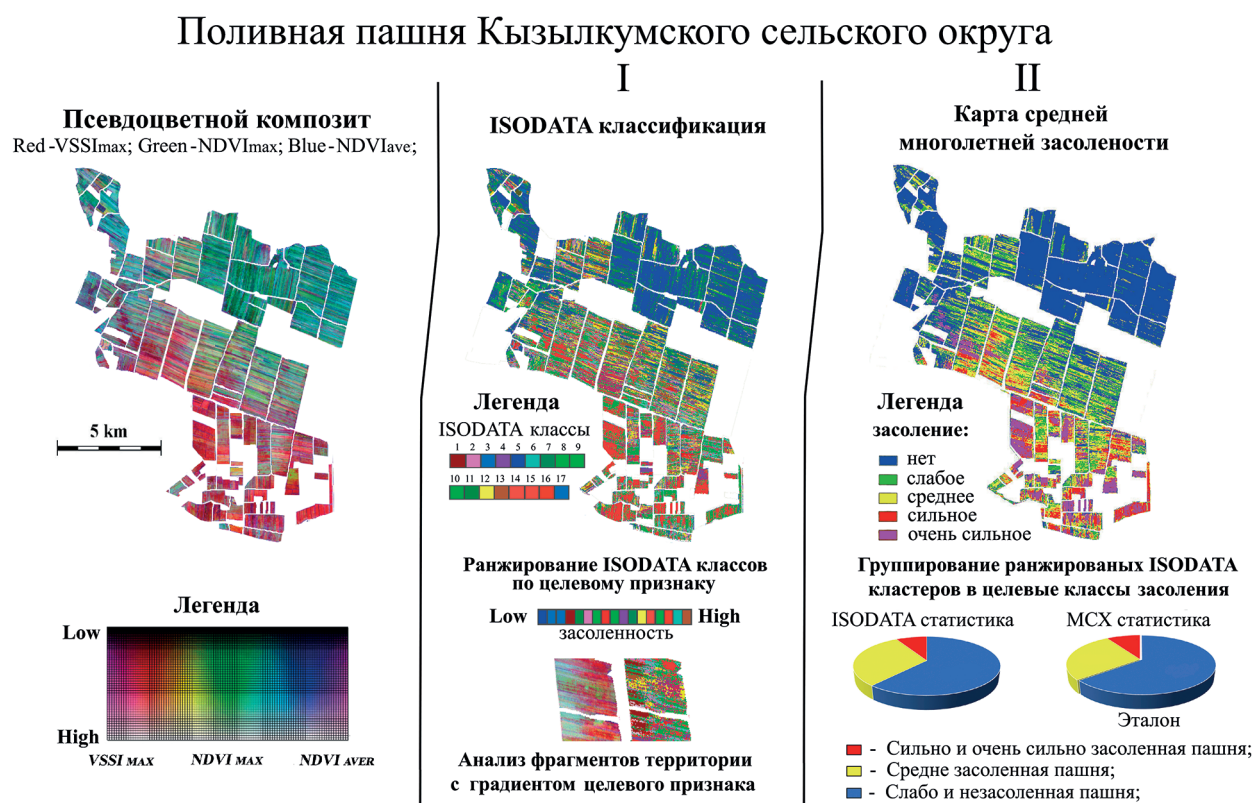 Поливная пашня Кызылкумского сельского округа
Псевдоцветной композит
Red-VSSImax; Green-NDVImax; Blue-NDVIave;
5 km
Легенда
Low
High
VSSI MAX NDVI MAX NDVI AVER
I
ISODATA классификация
Легенда
ISODATA классы
1 2 3 4 5 6 7 8 9
10 11 12 13 14 15 16 17
Ранжирование ISODATA классов
по целевому признаку
Low High
засоленность
Анализ фрагментов территории
с градиентом целевого признака
II
Карта средней
многолетней засолености
Легенда
засоление:
нет
слабое
среднее
сильное
очень сильное
Группирование ранжированых ISODATA
кластеров в целевые классы засоления
ISODATA статистика
МСХ статистика
Эталон
- Сильно и очень сильно засоленная пашня;
- Средне засоленная пашня;
- Слабо и незасоленная пашня;